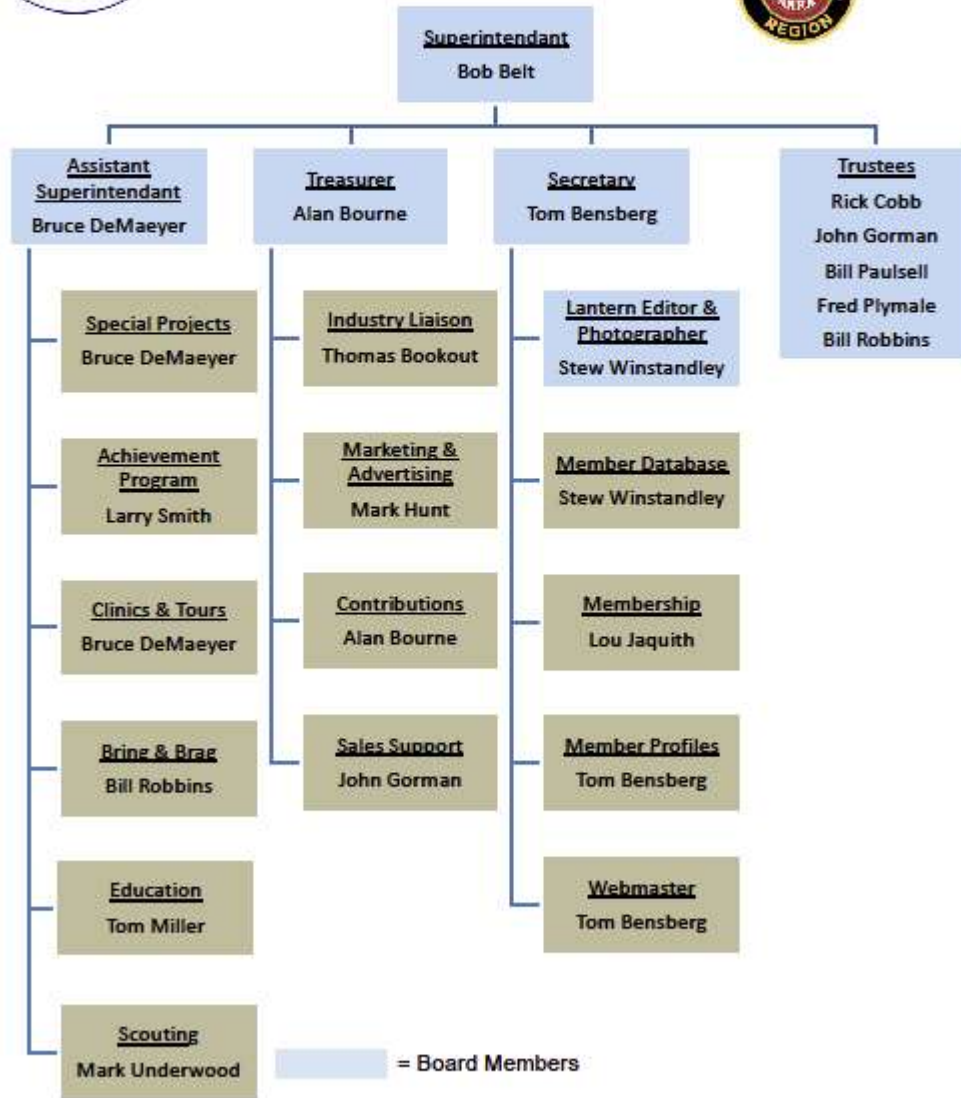 REGION
Superintendant
Bob Belt
Assistant
Superintendant
Bruce DeMaeyer
Treasurer
Alan Bourne
Secretary
Tom Bensberg
Trustees
Rick Cobb
John Gorman
Bill Paulsell
Fred Plymale
Bill Robbins
Special Projects
Bruce DeMaeyer
Achievement
Program
Larry Smith
Clinics & Tours
Bruce DeMaeyer
Bring & Brag
Bill Robbins
Education
Tom Miller
Scouting
Mark Underwood
Industry Liaison
Thomas Bookout
Marketing &
Advertising
Mark Hunt
Contributions
Alan Bourne
Sales Support
John Gorman
Lantern Editor &
Photographer
Stew Winstandley
Member Database
Stew Winstandley
Membership
Lou Jaquith
Member Profiles
Tom Bensberg
Webmaster
Tom Bensberg
= Board Members